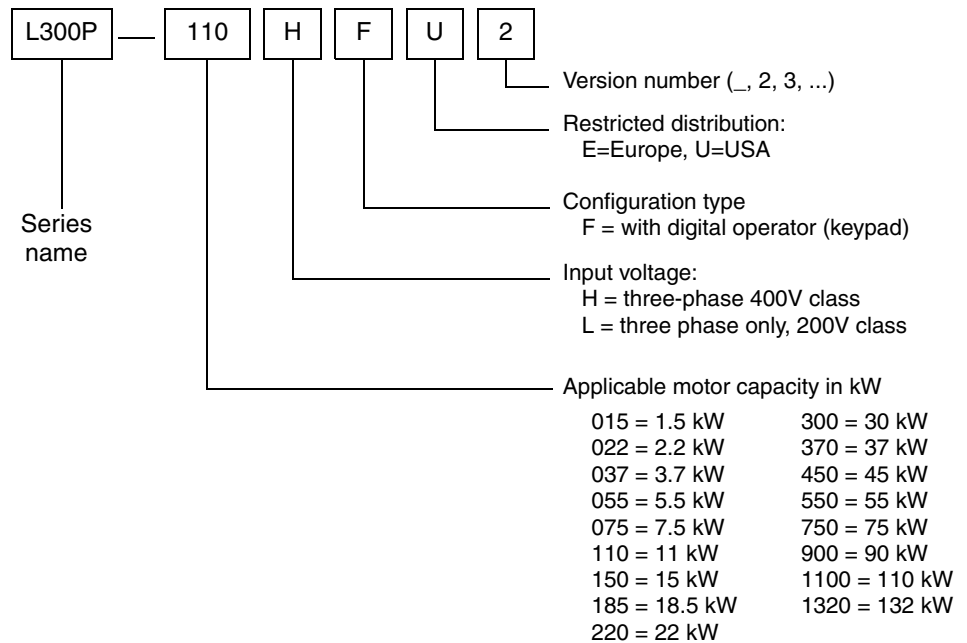 L300P — 110 H F U 2
Version number (_, 2, 3, ...)
Restricted distribution:
E=Europe, U=USA
Configuration type
F = with digital operator (keypad)
Series
name
Input voltage:
H = three-phase 400V class
L = three phase only, 200V class
Applicable motor capacity in kW
015 = 1.5 kW 300 = 30 kW
022 = 2.2 kW 370 = 37 kW
037 = 3.7 kW 450 = 45 kW
055 = 5.5 kW 550 = 55 kW
075 = 7.5 kW 750 = 75 kW
110 = 11 kW 900 = 90 kW
150 = 15 kW 1100 = 110 kW
185 = 18.5 kW 1320 = 132 kW
220 = 22 kW